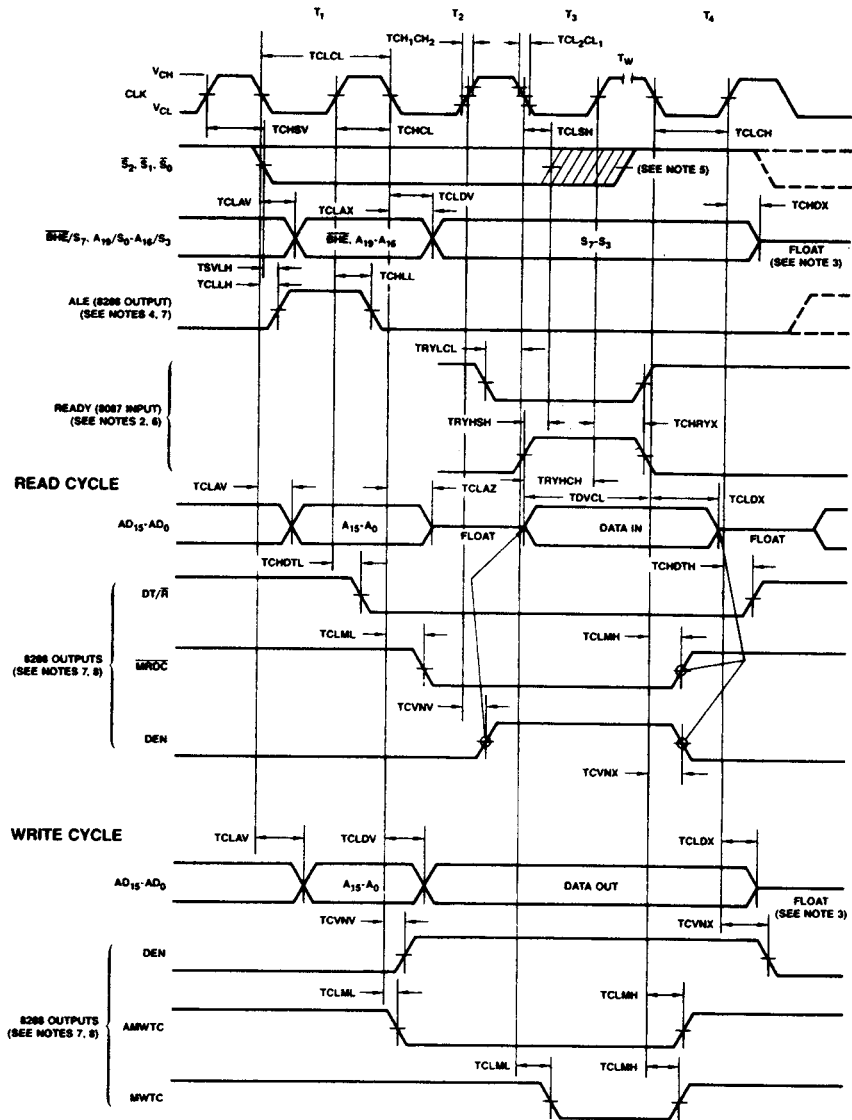 T1 T2 T3 T4
TCH1CH2 TCL2CL1
TCLCL
TW
VCH
CLK
VCL
TCHSV TCHCL TCLSH TCLCH
S̅2, S̅1, S̅0
(SEE NOTE 5)
TCLAV TCLAX TCLDV TCHDX
B̅H̅E̅/S7, A19/S0-A16/S3
B̅H̅E̅, A19-A16
S7-S3
FLOAT
(SEE NOTE 3)
TSVLH
TCLLH
TCHLL
ALE (8288 OUTPUT)
(SEE NOTES 4, 7)
TRYLCL
READY (8087 INPUT)
(SEE NOTES 2, 6)
TRYHSH TCHRYX
READ CYCLE
TCLAV TCLAZ TRYHCH TDVCL TCLDX
AD15-AD0
A15-A0
FLOAT
DATA IN
FLOAT
TCHDTL TCHDTH
DT/R̅
TCLML TCLMH
8288 OUTPUTS
(SEE NOTES 7, 8)
M̅R̅D̅C̅
TCVNV
DEN
TCVNX
WRITE CYCLE
TCLAV TCLDV TCLDX
AD15-AD0
A15-A0
DATA OUT
FLOAT
(SEE NOTE 3)
TCVNV TCVNX
DEN
TCLML TCLMH
8288 OUTPUTS
(SEE NOTES 7, 8)
AMWTC
TCLML TCLMH
MWTC